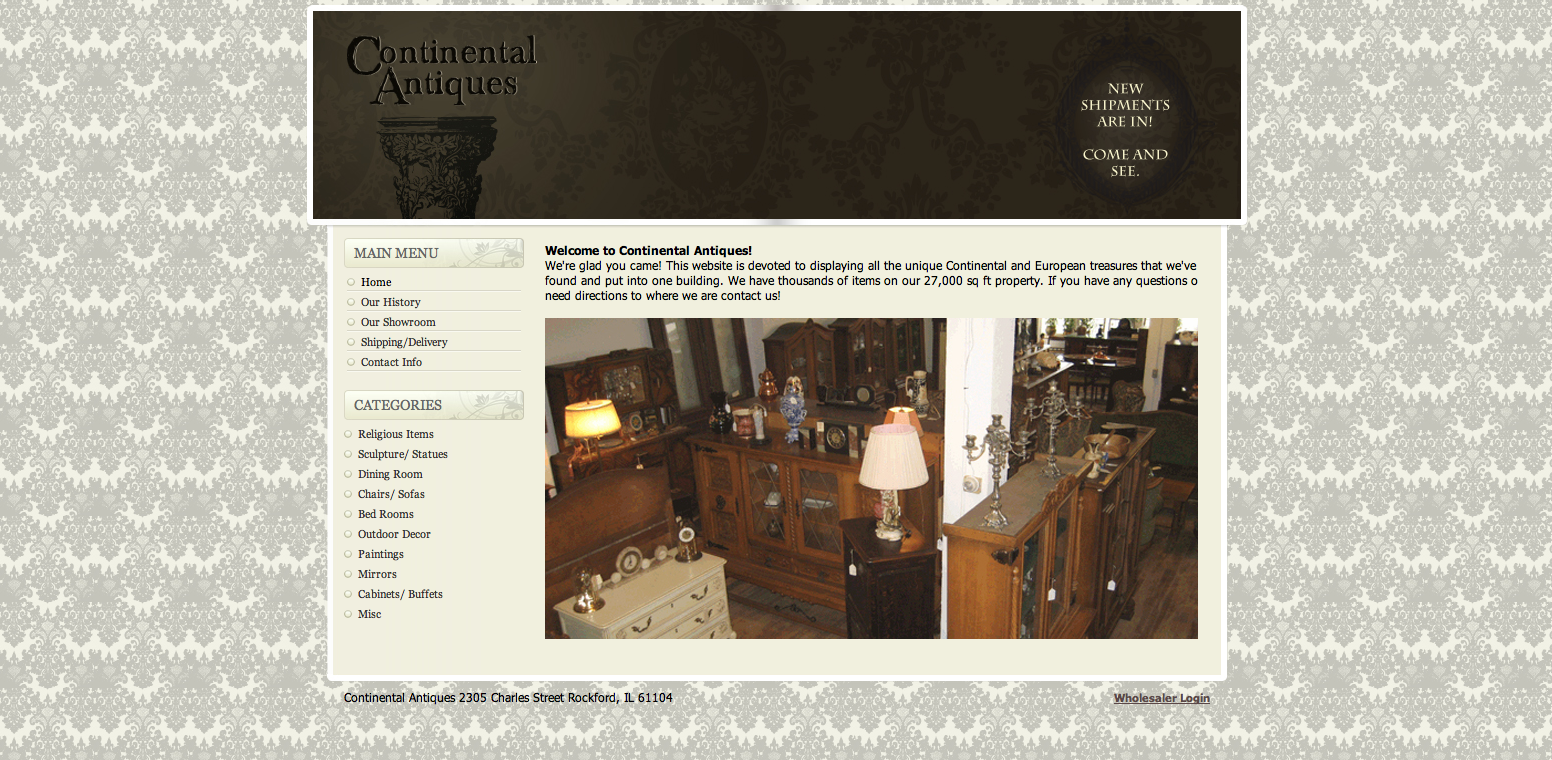 Continental
Antiques
NEW
SHIPMENTS
ARE IN!
COME AND
SEE.
MAIN MENU
Home
Our History
Our Showroom
Shipping/Delivery
Contact Info
CATEGORIES
Religious Items
Sculpture/ Statues
Dining Room
Chairs/ Sofas
Bed Rooms
Outdoor Decor
Paintings
Mirrors
Cabinets/ Buffets
Misc
Welcome to Continental Antiques!
We're glad you came! This website is devoted to displaying all the unique Continental and European treasures that we've
found and put into one building. We have thousands of items on our 27,000 sq ft property. If you have any questions o
need directions to where we are contact us!
Continental Antiques 2305 Charles Street Rockford, IL 61104
Wholesaler Login